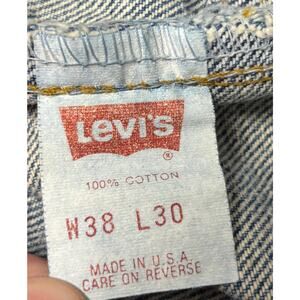 Levi's
®
100% COTTON
W38 L30
MADE IN U.S.A
CARE ON REVERSE